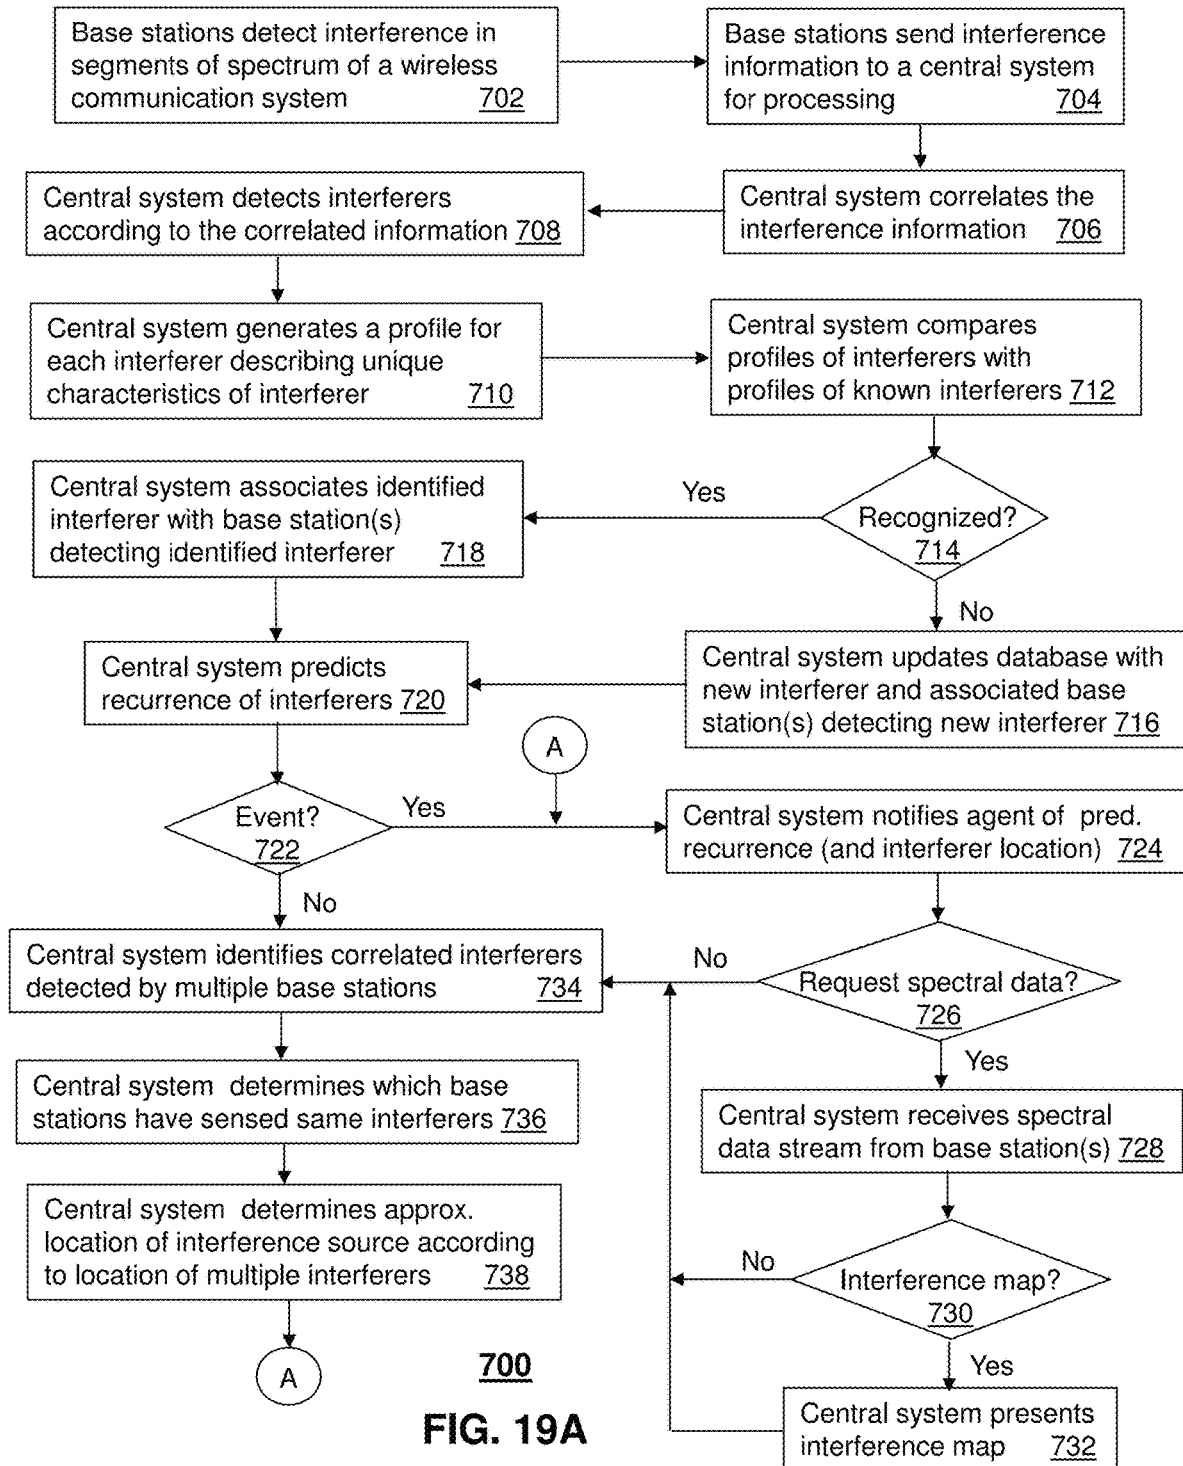 Base stations detect interference in
segments of spectrum of a wireless
communication system 702
Base stations send interference
information to a central system
for processing 704
Central system correlates the
interference information 706
Central system detects interferers
according to the correlated information 708
Central system generates a profile for
each interferer describing unique
characteristics of interferer 710
Central system compares
profiles of interferers with
profiles of known interferers 712
Recognized?
714
Yes
No
Central system associates identified
interferer with base station(s)
detecting identified interferer 718
Central system updates database with
new interferer and associated base
station(s) detecting new interferer 716
Central system predicts
recurrence of interferers 720
A
Event?
722
Yes
No
Central system notifies agent of pred.
recurrence (and interferer location) 724
Request spectral data?
726
No
Yes
Central system identifies correlated interferers
detected by multiple base stations 734
Central system determines which base
stations have sensed same interferers 736
Central system receives spectral
data stream from base station(s) 728
Central system determines approx.
location of interference source according
to location of multiple interferers 738
Interference map?
730
No
Yes
A
Central system presents
interference map 732
700
FIG. 19A